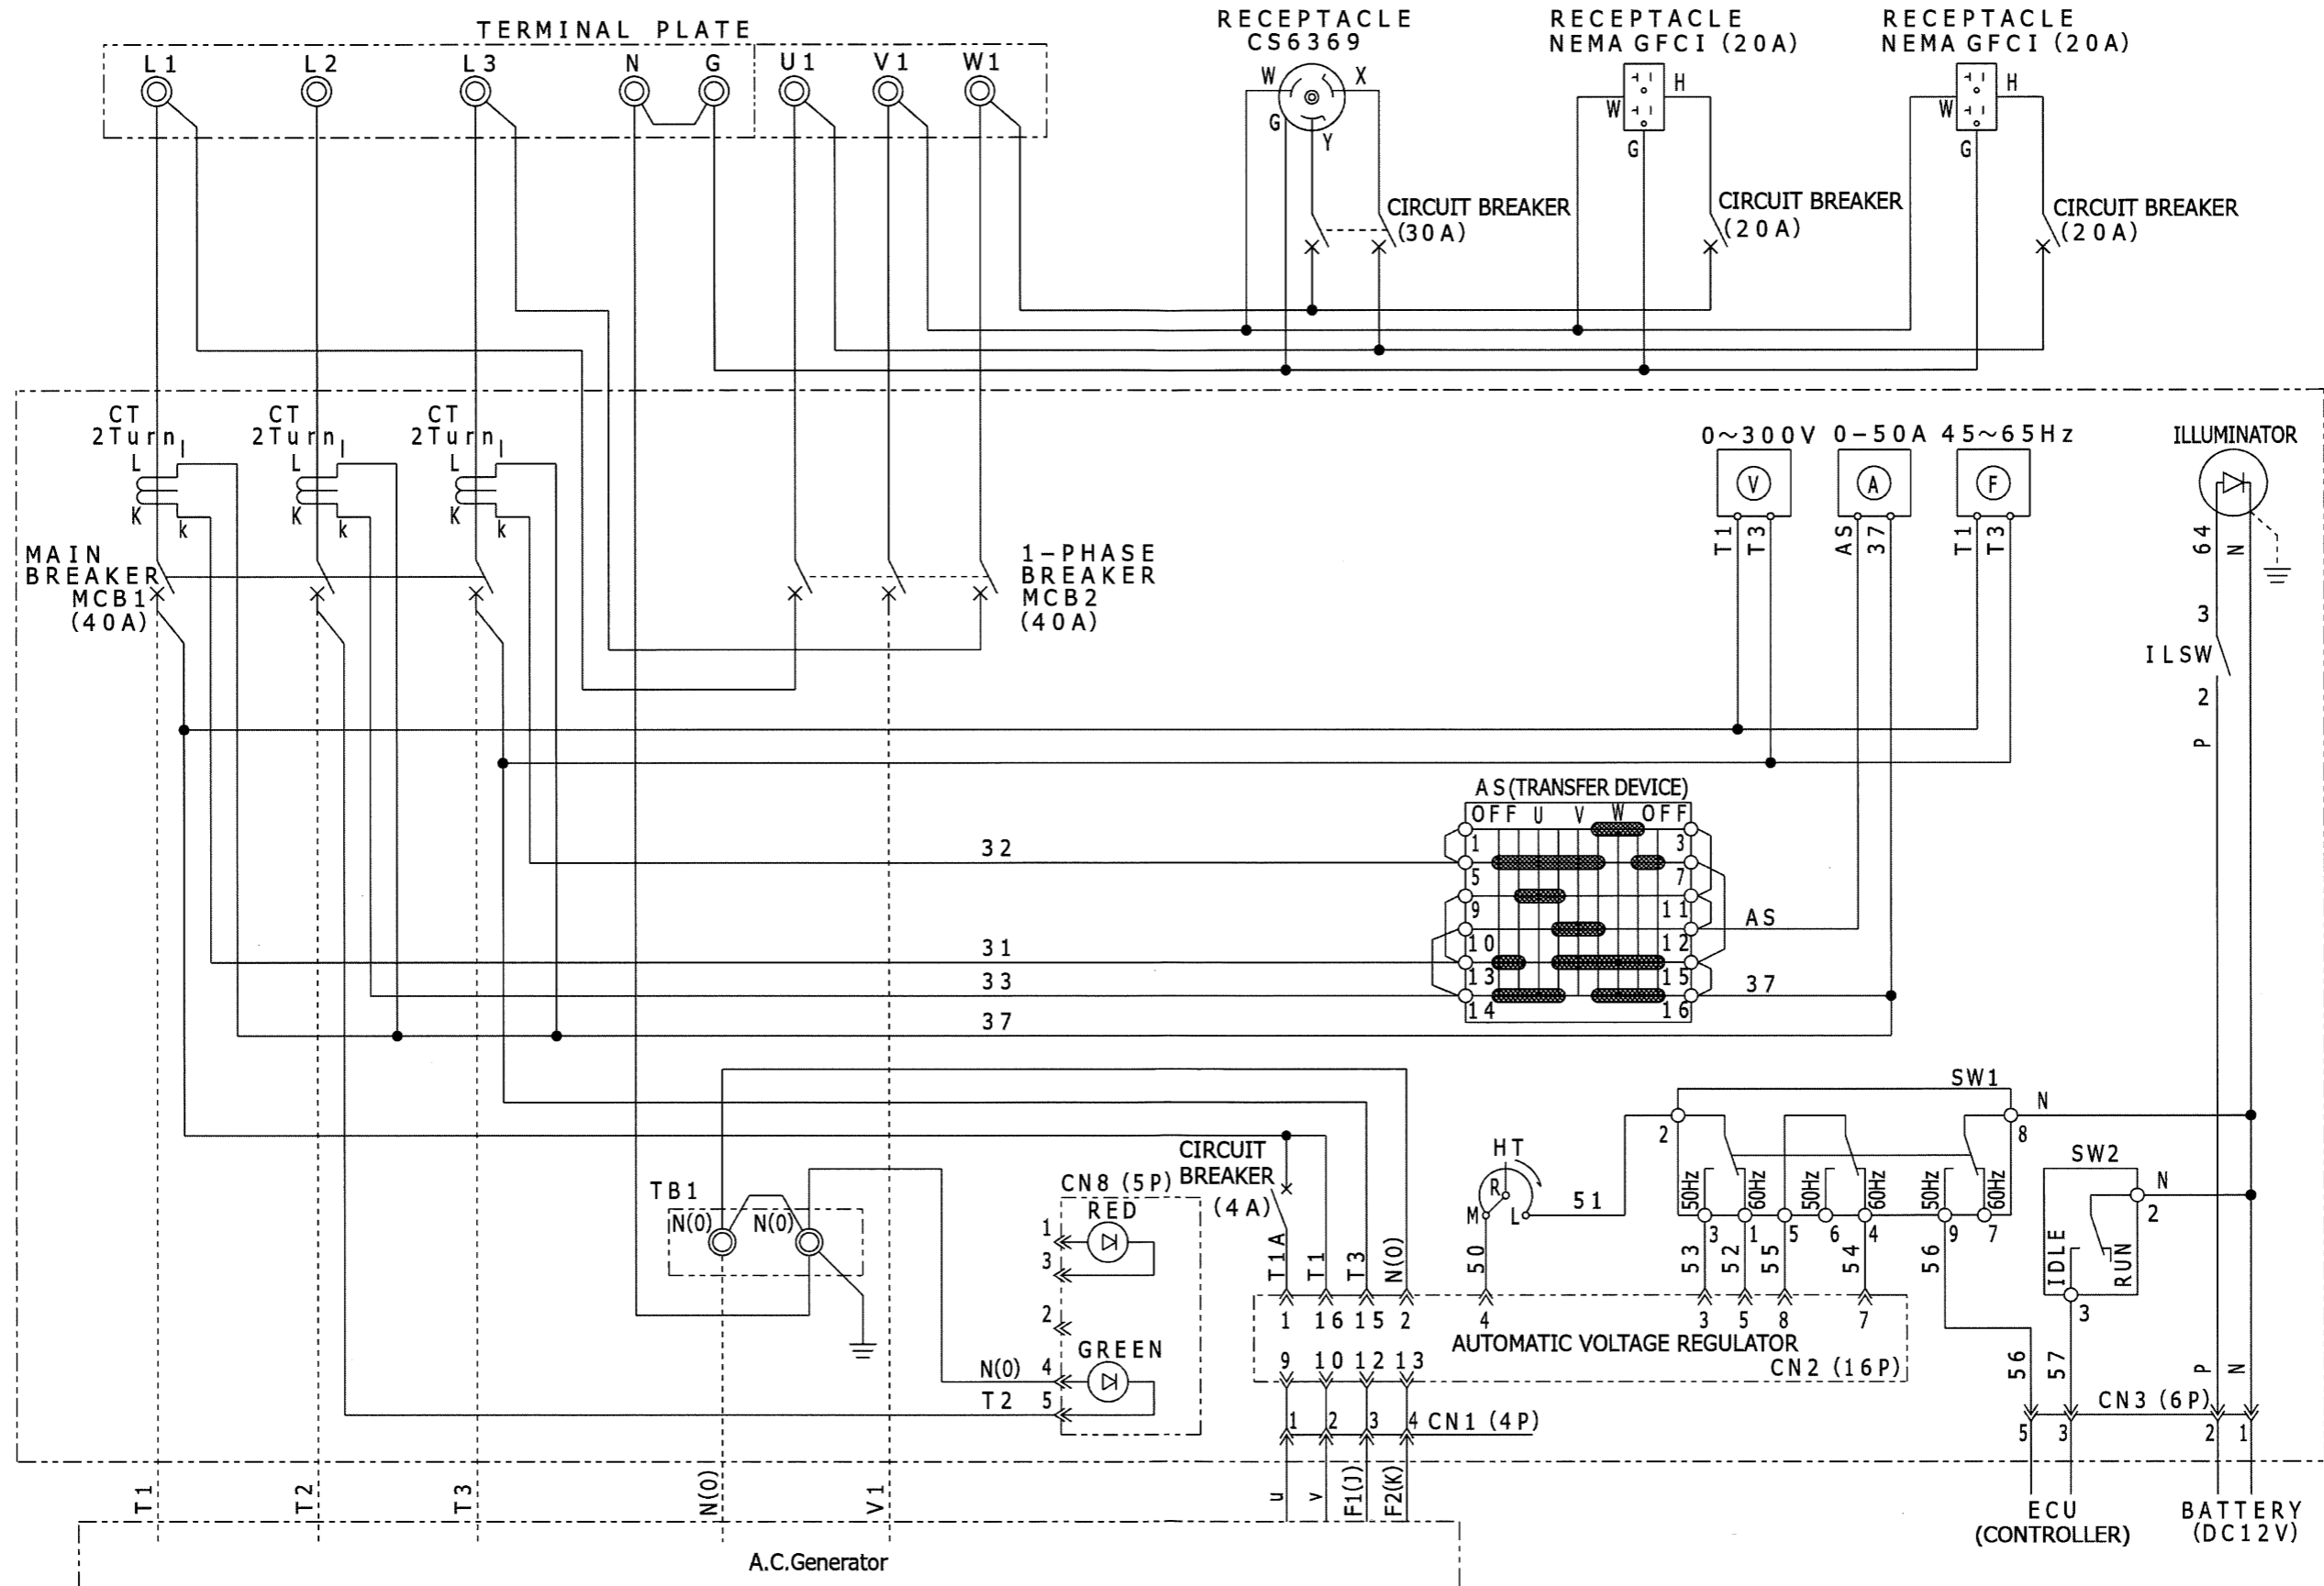 TERMINAL PLATE
L1
L2
L3
N
G
U1
V1
W1
RECEPTACLE
CS6369
W
X
G
Y
RECEPTACLE
NEMA GFCI (20A)
H
W
G
RECEPTACLE
NEMA GFCI (20A)
H
W
G
CIRCUIT BREAKER
(30A)
CIRCUIT BREAKER
(20A)
CIRCUIT BREAKER
(20A)
CT
2Turn
l
L
K
k
CT
2Turn
l
L
K
k
CT
2Turn
l
L
K
k
MAIN
BREAKER
MCB1
(40A)
1-PHASE
BREAKER
MCB2
(40A)
0~300V
V
T1
T3
0-50A
A
AS
37
45~65Hz
F
T1
T3
ILLUMINATOR
64
N
3
ILSW
2
P
AS(TRANSFER DEVICE)
OFF U V W OFF
1
3
5
7
9
11
10
12
13
15
14
16
32
31
33
37
AS
37
TB1
N(0)
N(0)
CN8 (5P)
RED
1
3
2
GREEN
N(0)
4
T2
5
CIRCUIT
BREAKER
(4A)
T1A
T1
T3
N(0)
HT
R
M
L
51
50
SW1
N
2
8
50Hz
60Hz
50Hz
60Hz
50Hz
60Hz
3
1
5
6
4
9
7
53
52
55
54
56
SW2
N
2
IDLE
RUN
3
1
16
15
2
4
3
5
8
7
AUTOMATIC VOLTAGE REGULATOR
9
10
12
13
CN2 (16P)
1
2
3
4
CN1 (4P)
56
57
P
N
CN3 (6P)
5
3
2
1
T1
T2
T3
N(0)
V1
u
v
F1(J)
F2(K)
ECU
(CONTROLLER)
BATTERY
(DC12V)
A.C.Generator